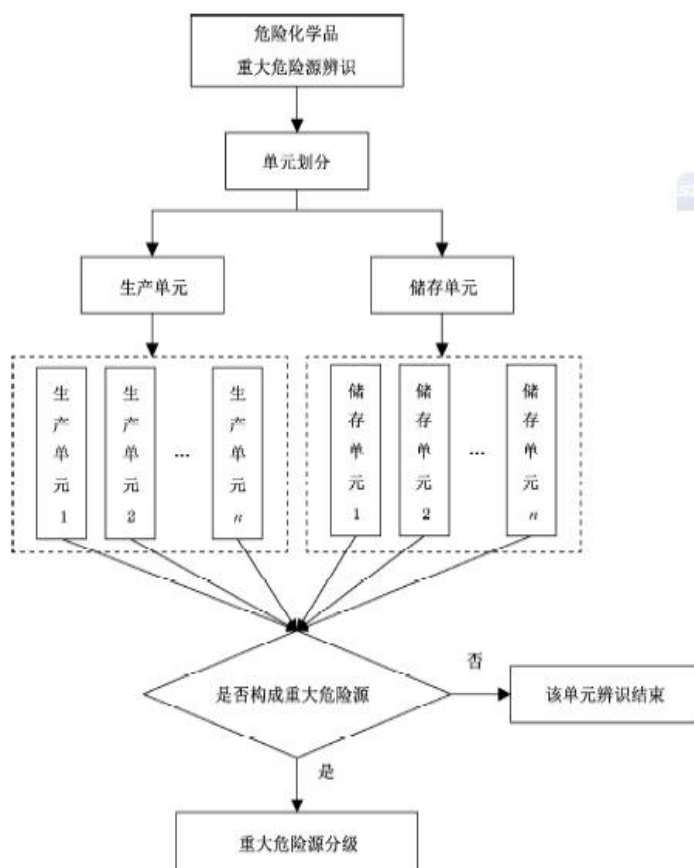 危险化学品
重大危险源辨识
单元划分
生产单元
储存单元
生产单元1
生产单元2
…
生产单元n
储存单元1
储存单元2
…
储存单元n
是否构成重大危险源
否
该单元辨识结束
是
重大危险源分级